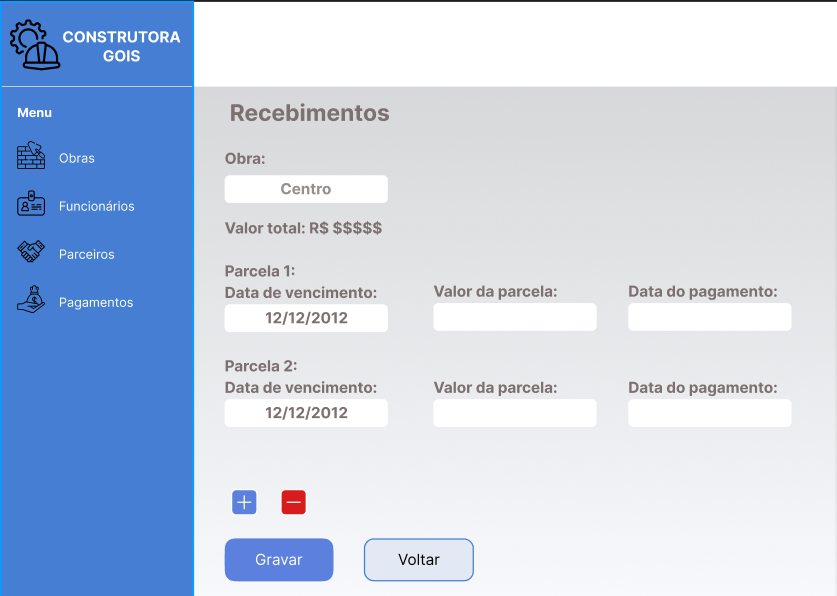 CONSTRUTORA
GOIS
Menu
Obras
Funcionários
Parceiros
Pagamentos
Recebimentos
Obra:
Centro
Valor total: R$ $$$$$
Parcela 1:
Data de vencimento: Valor da parcela: Data do pagamento:
12/12/2012
Parcela 2:
Data de vencimento: Valor da parcela: Data do pagamento:
12/12/2012
Gravar Voltar